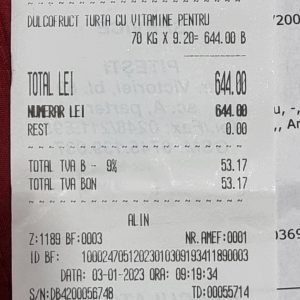 DULCOFRUCT TURTA CU VITAMINE PENTRU
70 KG X 9.20= 644.00 B
TOTAL LEI 644.00
NUMERAR LEI 644.00
REST 0.00
TOTAL TVA B - 9% 53.17
TOTAL TVA BON 53.17
ALIN
Z:1189 BF:0003 NR.AMEF:0001
ID BF: 10002470512023010309193411890003
DATA: 03-01-2023 ORA: 09:19:34
S/N:DB4200056748 TD:00055714